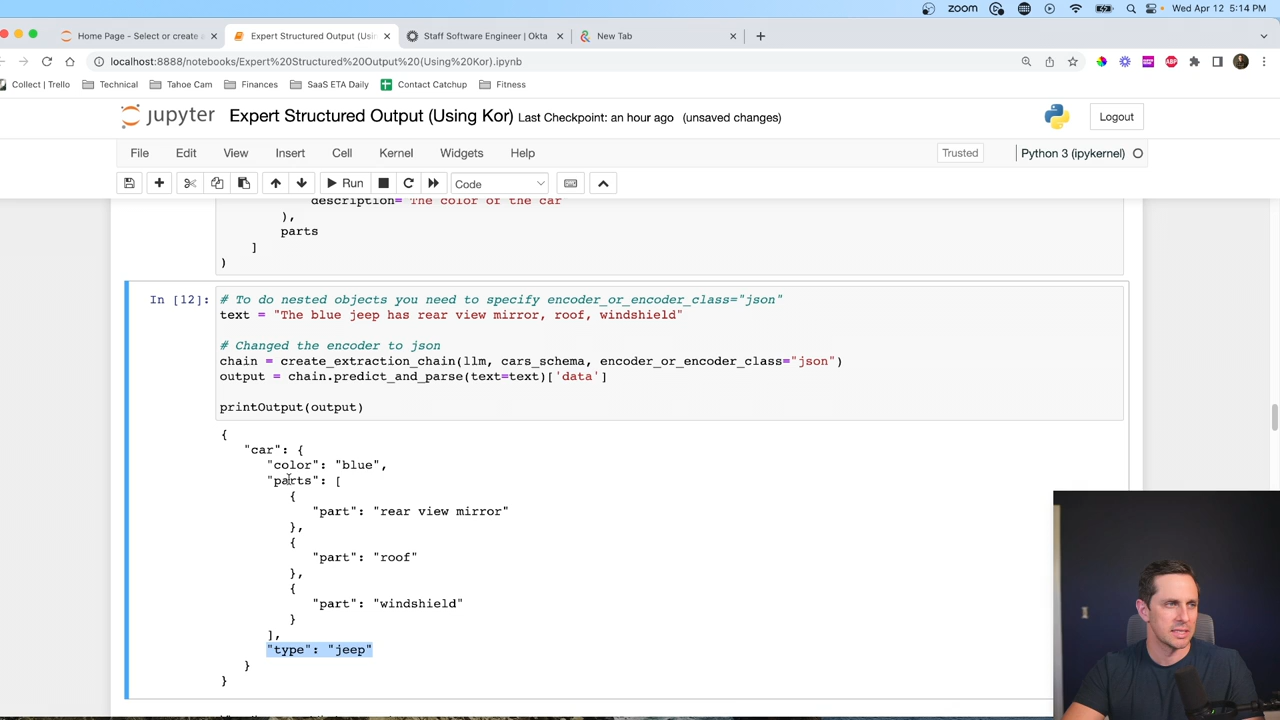 zoom
Wed Apr 12 5:14 PM
Home Page - Select or create a
Expert Structured Output (Usin
Staff Software Engineer | Okta
New Tab
localhost:8888/notebooks/Expert%20Structured%20Output%20(Using%20Kor).ipynb
Collect | Trello
Technical
Tahoe Cam
Finances
SaaS ETA Daily
Contact Catchup
Fitness
jupyter
Expert Structured Output (Using Kor) Last Checkpoint: an hour ago (unsaved changes)
Logout
File Edit View Insert Cell Kernel Widgets Help
Trusted
Python 3 (ipykernel)
Run
Code
description="The color of the car"
),
parts
]
)
In [12]:
# To do nested objects you need to specify encoder_or_encoder_class="json"
text = "The blue jeep has rear view mirror, roof, windshield"
# Changed the encoder to json
chain = create_extraction_chain(llm, cars_schema, encoder_or_encoder_class="json")
output = chain.predict_and_parse(text=text)['data']
printOutput(output)
{
"car": {
"color": "blue",
"parts": [
{
"part": "rear view mirror"
},
{
"part": "roof"
},
{
"part": "windshield"
}
],
"type": "jeep"
}
}